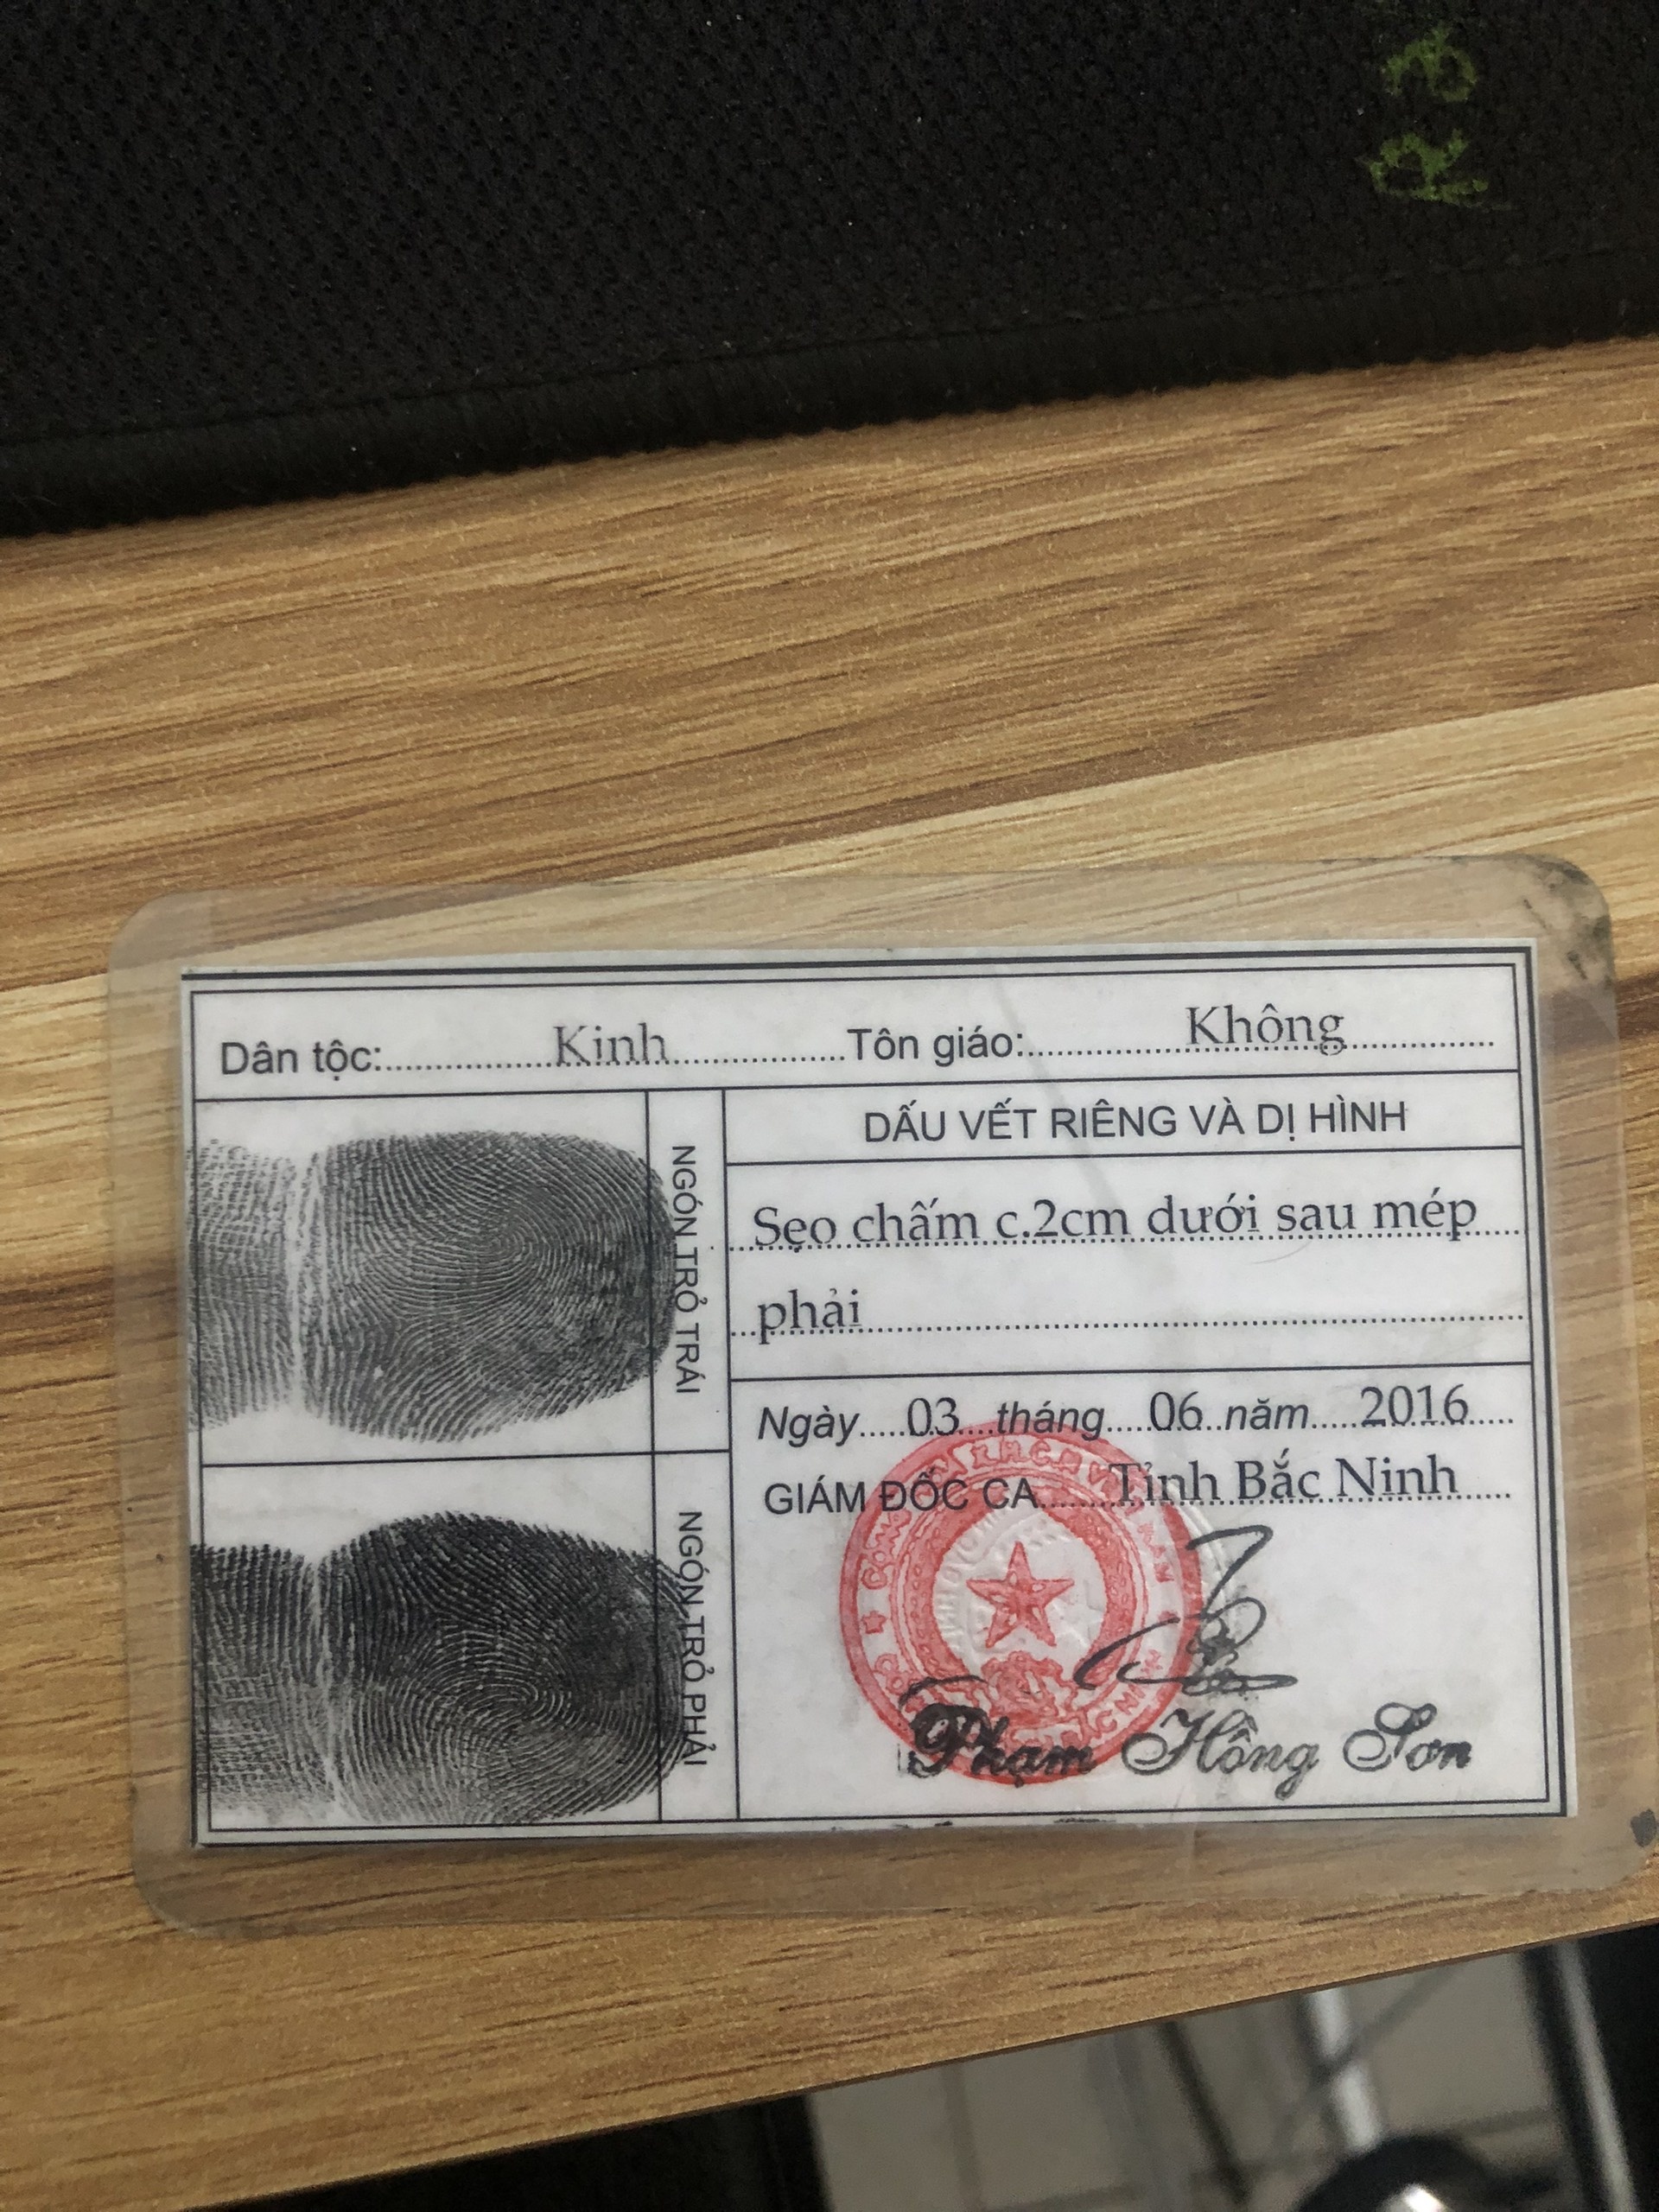 Dân tộc: Kinh Tôn giáo: Không
NGÓN TRỎ TRÁI
NGÓN TRỎ PHẢI
DẤU VẾT RIÊNG VÀ DỊ HÌNH
Sẹo chấm c.2cm dưới sau mép
phải
Ngày 03 tháng 06 năm 2016
GIÁM ĐỐC CA Tỉnh Bắc Ninh
Phạm Hồng Sơn